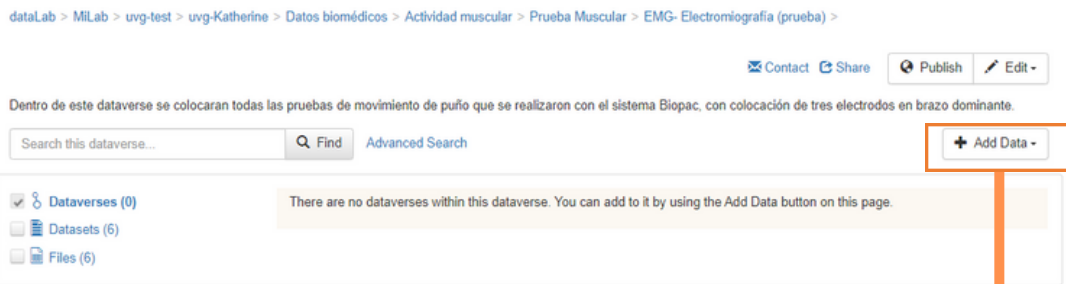 dataLab > MiLab > uvg-test > uvg-Katherine > Datos biomédicos > Actividad muscular > Prueba Muscular > EMG- Electromiografía (prueba) >
Contact Share Publish Edit
Dentro de este dataverse se colocaran todas las pruebas de movimiento de puño que se realizaron con el sistema Biopac, con colocación de tres electrodos en brazo dominante.
Search this dataverse... Find Advanced Search Add Data
Dataverses (0) There are no dataverses within this dataverse. You can add to it by using the Add Data button on this page.
Datasets (6)
Files (6)